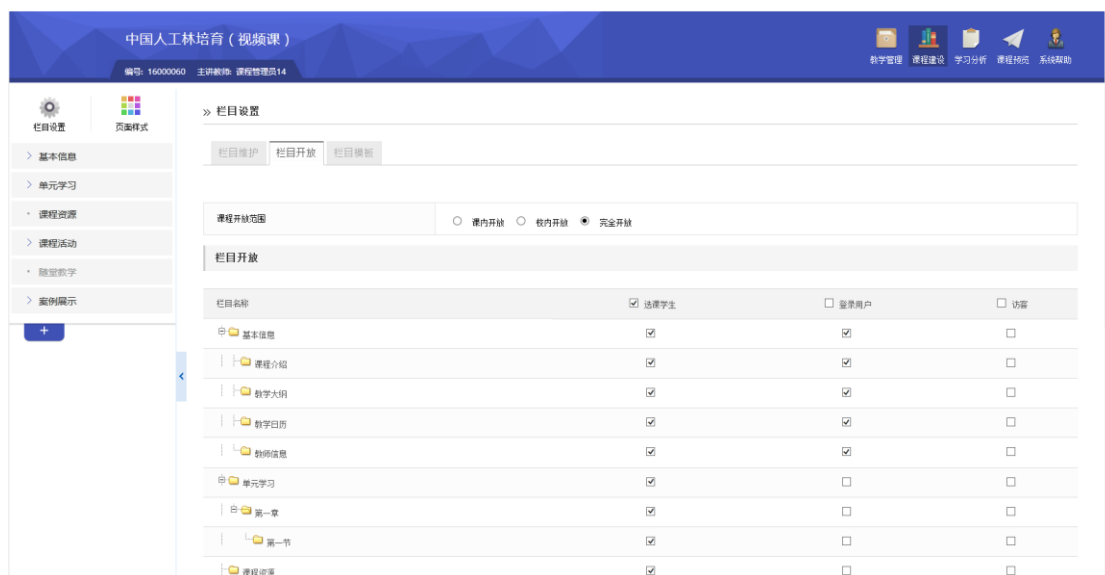 中国人工林培育（视频课）
编号: 16000060 主讲教师: 课程管理员14
教学管理 课程建设 学习分析 课程预览 系统帮助
栏目设置 页面样式
基本信息
单元学习
课程资源
课程活动
随堂教学
案例展示
+
» 栏目设置
栏目维护 栏目开放 栏目模板
课程开放范围 课内开放 校内开放 完全开放
栏目开放
栏目名称 选课学生 登录用户 访客
基本信息
课程介绍
教学大纲
教学日历
教师信息
单元学习
第一章
第一节
课程资源